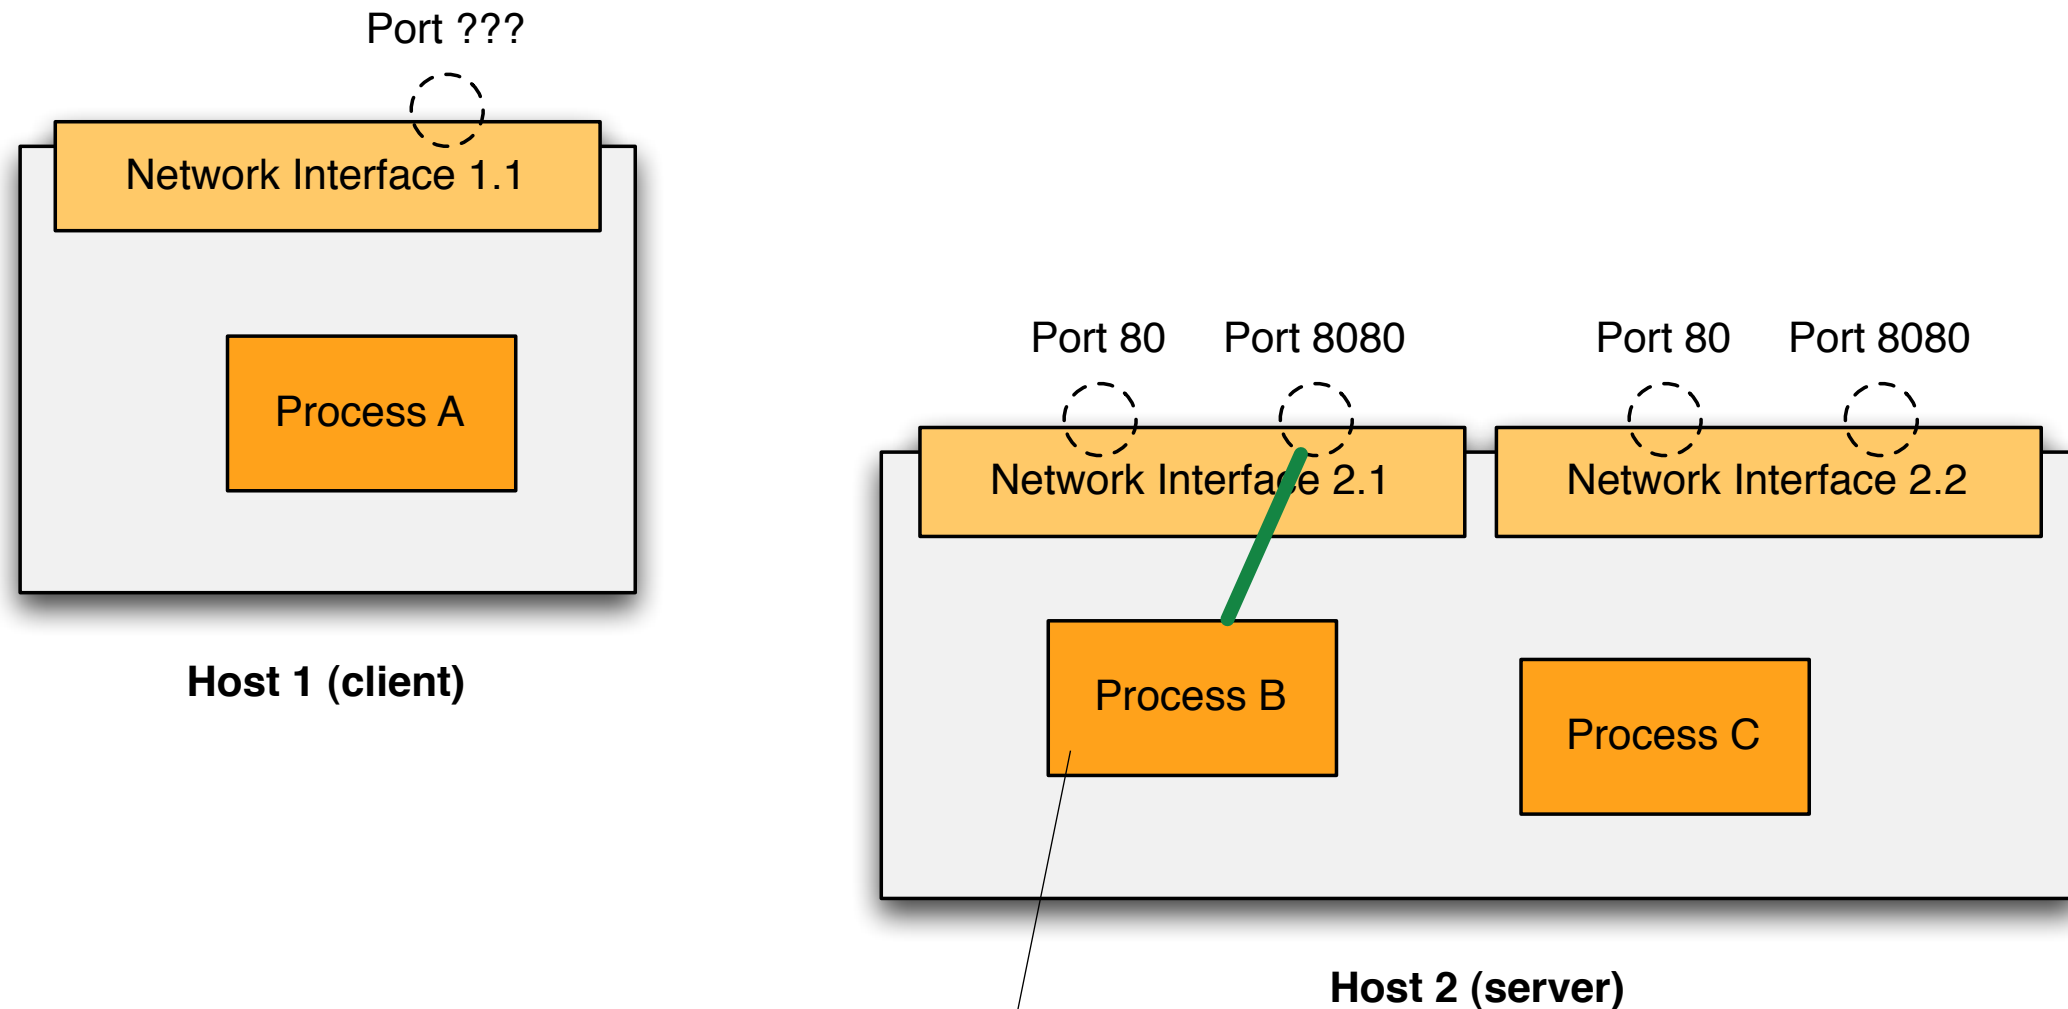 Port ???
Network Interface 1.1
Process A
Host 1 (client)
Port 80 Port 8080 Port 80 Port 8080
Network Interface 2.1 Network Interface 2.2
Process B
Process C
Host 2 (server)